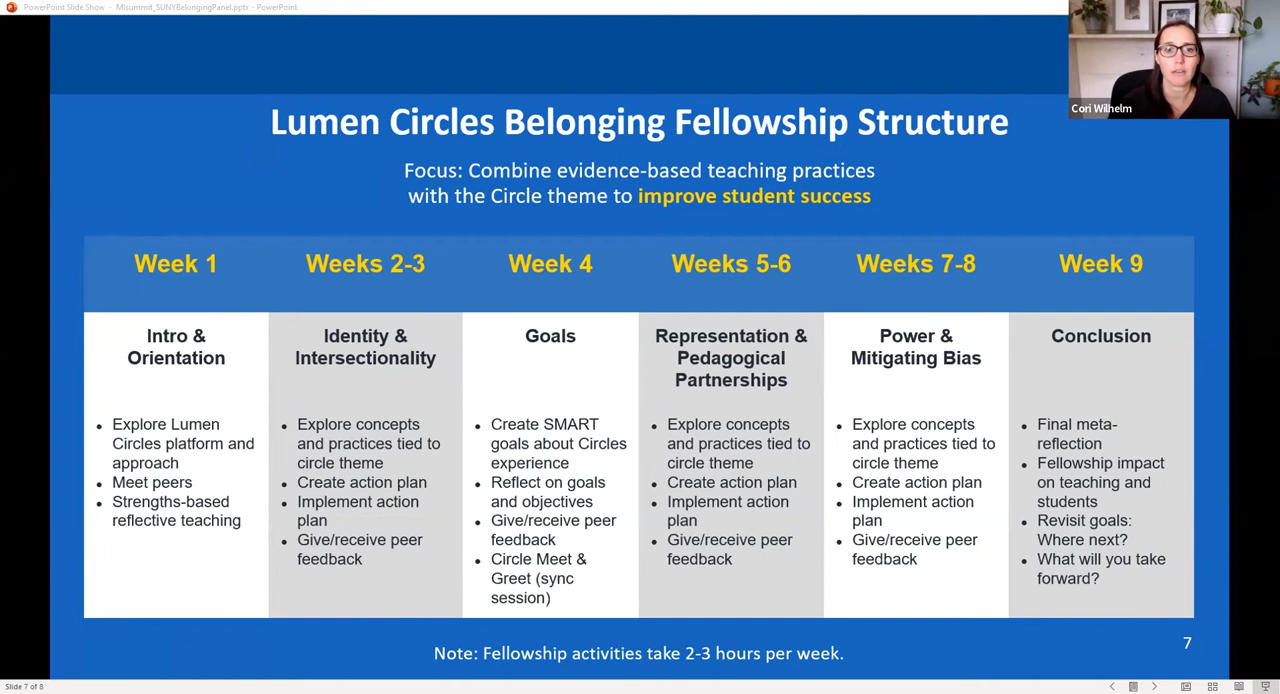 PowerPoint Slide Show - MIsummit_SUNYBelongingPanel.pptx - PowerPoint
Cori Wilhelm
Lumen Circles Belonging Fellowship Structure
Focus: Combine evidence-based teaching practices
with the Circle theme to improve student success
Week 1
Weeks 2-3
Week 4
Weeks 5-6
Weeks 7-8
Week 9
Intro &
Orientation
• Explore Lumen
Circles platform and
approach
• Meet peers
• Strengths-based
reflective teaching
Identity &
Intersectionality
• Explore concepts
and practices tied to
circle theme
• Create action plan
• Implement action
plan
• Give/receive peer
feedback
Goals
• Create SMART
goals about Circles
experience
• Reflect on goals
and objectives
• Give/receive peer
feedback
• Circle Meet &
Greet (sync
session)
Representation &
Pedagogical
Partnerships
• Explore concepts
and practices tied to
circle theme
• Create action plan
• Implement action
plan
• Give/receive peer
feedback
Power &
Mitigating Bias
• Explore concepts
and practices tied to
circle theme
• Create action plan
• Implement action
plan
• Give/receive peer
feedback
Conclusion
• Final meta-
reflection
• Fellowship impact
on teaching and
students
• Revisit goals:
Where next?
• What will you take
forward?
Note: Fellowship activities take 2-3 hours per week.
7
Slide 7 of 8